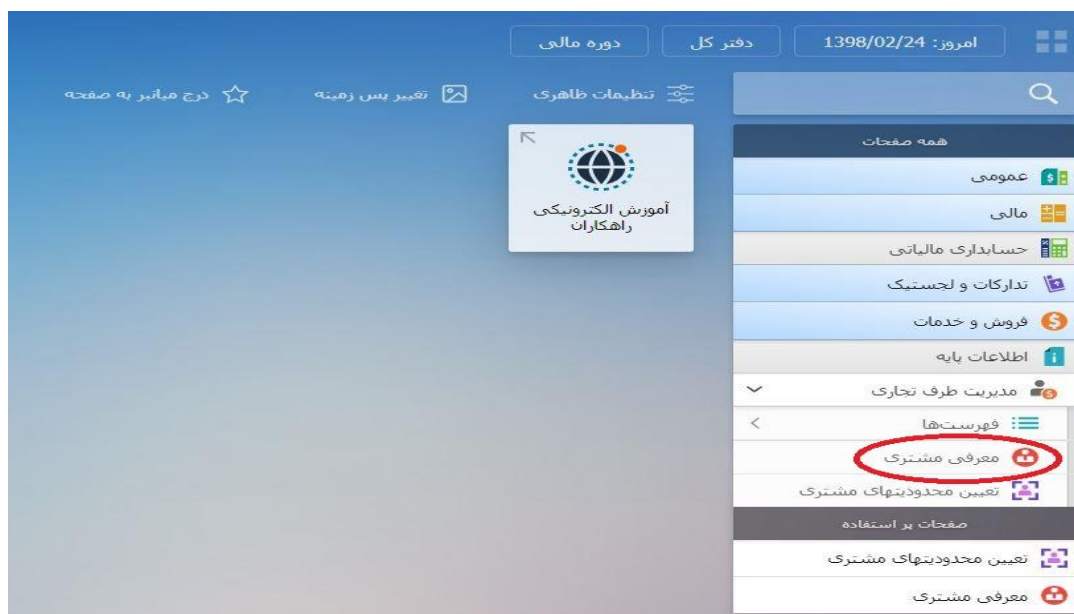 امروز: 1398/02/24
دفتر کل
دوره مالی
تنظیمات ظاهری
تغییر پس زمینه
درج میانبر به صفحه
آموزش الکترونیکی
راهکاران
همه صفحات
عمومی
مالی
حسابداری مالیاتی
تدارکات و لجستیک
فروش و خدمات
اطلاعات پایه
مدیریت طرف تجاری
فهرست‌ها
معرفی مشتری
تعیین محدودیتهای مشتری
صفحات پر استفاده
تعیین محدودیتهای مشتری
معرفی مشتری